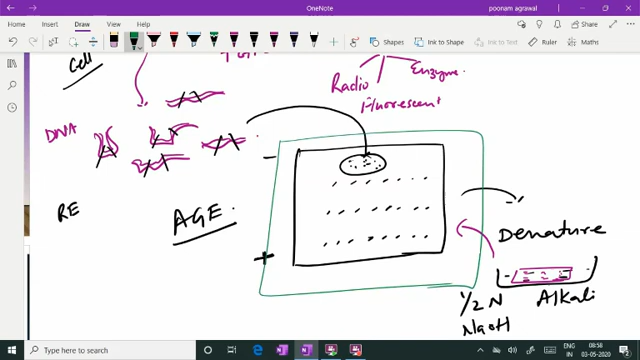 OneNote
poonam agrawal
Home
Insert
Draw
View
Help
Share
Shapes
Ink to Shape
Ink to Text
Ruler
Maths
Cell
Radio
Enzyme
Fluorescent
DNA
RE
AGE.
-
+
Denature
1/2 N
NaOH
Alkali
Type here to search
ENG
IN
08:58
03-05-2020